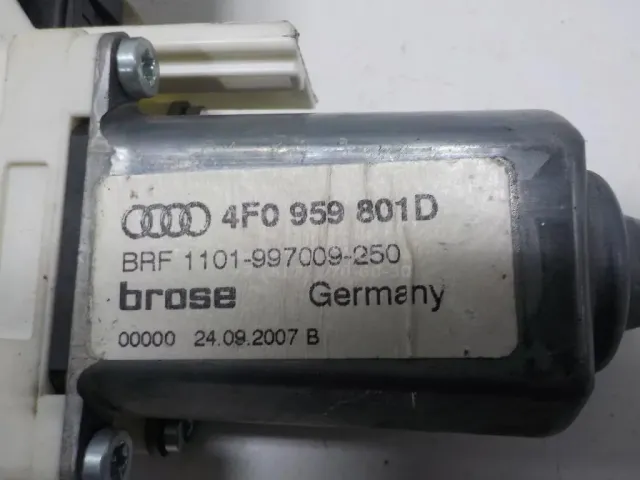 4F0 959 801D
BRF 1101-997009-250
brose Germany
00000 24.09.2007 B